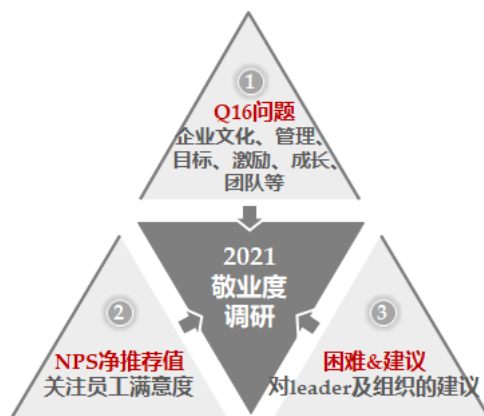 1
Q16问题
企业文化、管理、
目标、激励、成长、
团队等
2021
敬业度
调研
2
NPS净推荐值
关注员工满意度
3
困难&建议
对leader及组织的建议